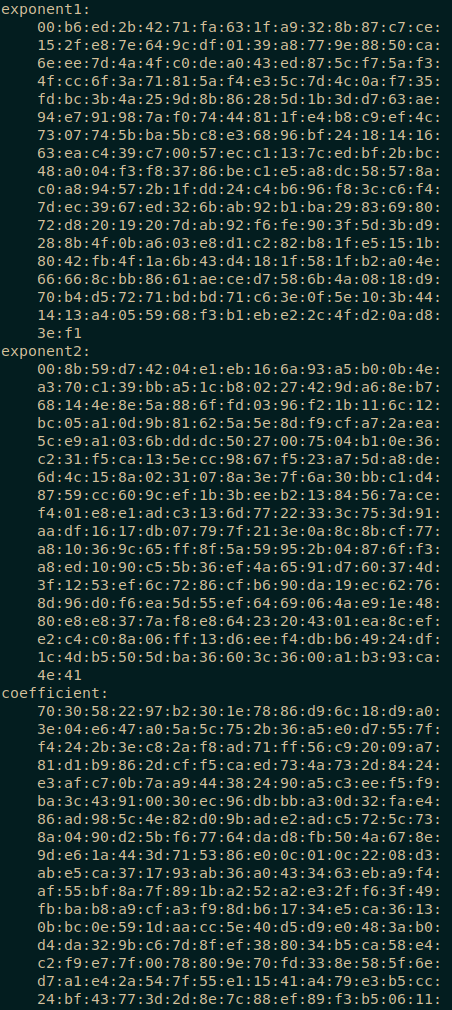 exponent1:
00:b6:ed:2b:42:71:fa:63:1f:a9:32:8b:87:c7:ce:
15:2f:e8:7e:64:9c:df:01:39:a8:77:9e:88:50:ca:
6e:ee:7d:4a:4f:c0:de:a0:43:ed:87:5c:f7:5a:f3:
4f:cc:6f:3a:71:81:5a:f4:e3:5c:7d:4c:0a:f7:35:
fd:bc:3b:4a:25:9d:8b:86:28:5d:1b:3d:d7:63:ae:
94:e7:91:98:7a:f0:74:44:81:1f:e4:b8:c9:ef:4c:
73:07:74:5b:ba:5b:c8:e3:68:96:bf:24:18:14:16:
63:ea:c4:39:c7:00:57:ec:c1:13:7c:ed:bf:2b:bc:
48:a0:04:f3:f8:37:86:be:c1:e5:a8:dc:58:57:8a:
c0:a8:94:57:2b:1f:dd:24:c4:b6:96:f8:3c:c6:f4:
7d:ec:39:67:ed:32:6b:ab:92:b1:ba:29:83:69:80:
72:d8:20:19:20:7d:ab:92:f6:fe:90:3f:5d:3b:d9:
28:8b:4f:0b:a6:03:e8:d1:c2:82:b8:1f:e5:15:1b:
80:42:fb:4f:1a:6b:43:d4:18:1f:58:1f:b2:a0:4e:
66:66:8c:bb:86:61:ae:ce:d7:58:6b:4a:08:18:d9:
70:b4:d5:72:71:bd:bd:71:c6:3e:0f:5e:10:3b:44:
14:13:a4:05:59:68:f3:b1:eb:e2:2c:4f:d2:0a:d8:
3e:f1
exponent2:
00:8b:59:d7:42:04:e1:eb:16:6a:93:a5:b0:0b:4e:
a3:70:c1:39:bb:a5:1c:b8:02:27:42:9d:a6:8e:b7:
68:14:4e:8e:5a:88:6f:fd:03:96:f2:1b:11:6c:12:
bc:05:a1:0d:9b:81:62:5a:5e:8d:f9:cf:a7:2a:ea:
5c:e9:a1:03:6b:dd:dc:50:27:00:75:04:b1:0e:36:
c2:31:f5:ca:13:5e:cc:98:67:f5:23:a7:5d:a8:de:
6d:4c:15:8a:02:31:07:8a:3e:7f:6a:30:bb:c1:d4:
87:59:cc:60:9c:ef:1b:3b:ee:b2:13:84:56:7a:ce:
f4:01:e8:e1:ad:c3:13:6d:77:22:33:3c:75:3d:91:
aa:df:16:17:db:07:79:7f:21:3e:0a:8c:8b:cf:77:
a8:10:36:9c:65:ff:8f:5a:59:95:2b:04:87:6f:f3:
a8:ed:10:90:c5:5b:36:ef:4a:65:91:d7:60:37:4d:
3f:12:53:ef:6c:72:86:cf:b6:90:da:19:ec:62:76:
8d:96:d0:f6:ea:5d:55:ef:64:69:06:4a:e9:1e:48:
80:e8:e8:37:7a:f8:e8:64:23:20:43:01:ea:8c:ef:
e2:c4:c0:8a:06:ff:13:d6:ee:f4:db:b6:49:24:df:
1c:4d:b5:50:5d:ba:36:60:3c:36:00:a1:b3:93:ca:
4e:41
coefficient:
70:30:58:22:97:b2:30:1e:78:86:d9:6c:18:d9:a0:
3e:04:e6:47:a0:5a:5c:75:2b:36:a5:e0:d7:55:7f:
f4:24:2b:3e:c8:2a:f8:ad:71:ff:56:c9:20:09:a7:
81:d1:b9:86:2d:cf:f5:ca:ed:73:4a:73:2d:84:24:
e3:af:c7:0b:7a:a9:44:38:24:90:a5:c3:ee:f5:f9:
ba:3c:43:91:00:30:ec:96:db:bb:a3:0d:32:fa:e4:
86:ad:98:5c:4e:82:d0:9b:ad:e2:ad:c5:72:5c:73:
8a:04:90:d2:5b:f6:77:64:da:d8:fb:50:4a:67:8e:
9d:e6:1a:44:3d:71:53:86:e0:0c:01:0c:22:08:d3:
ab:e5:ca:37:17:93:ab:36:a0:43:34:63:eb:a9:f4:
af:55:bf:8a:7f:89:1b:a2:52:a2:e3:2f:f6:3f:49:
fb:ba:b8:a9:cf:a3:f9:8d:b6:17:34:e5:ca:36:13:
0b:bc:0e:59:1d:aa:cc:5e:40:d5:d9:e0:48:3a:b0:
d4:da:32:9b:c6:7d:8f:ef:38:80:34:b5:ca:58:e4:
c2:f9:e7:7f:00:78:80:9e:70:fd:33:8e:58:5f:6e:
d7:a1:e4:2a:54:7f:55:e1:15:41:a4:79:e3:b5:cc:
24:bf:43:77:3d:2d:8e:7c:88:ef:89:f3:b5:06:11: